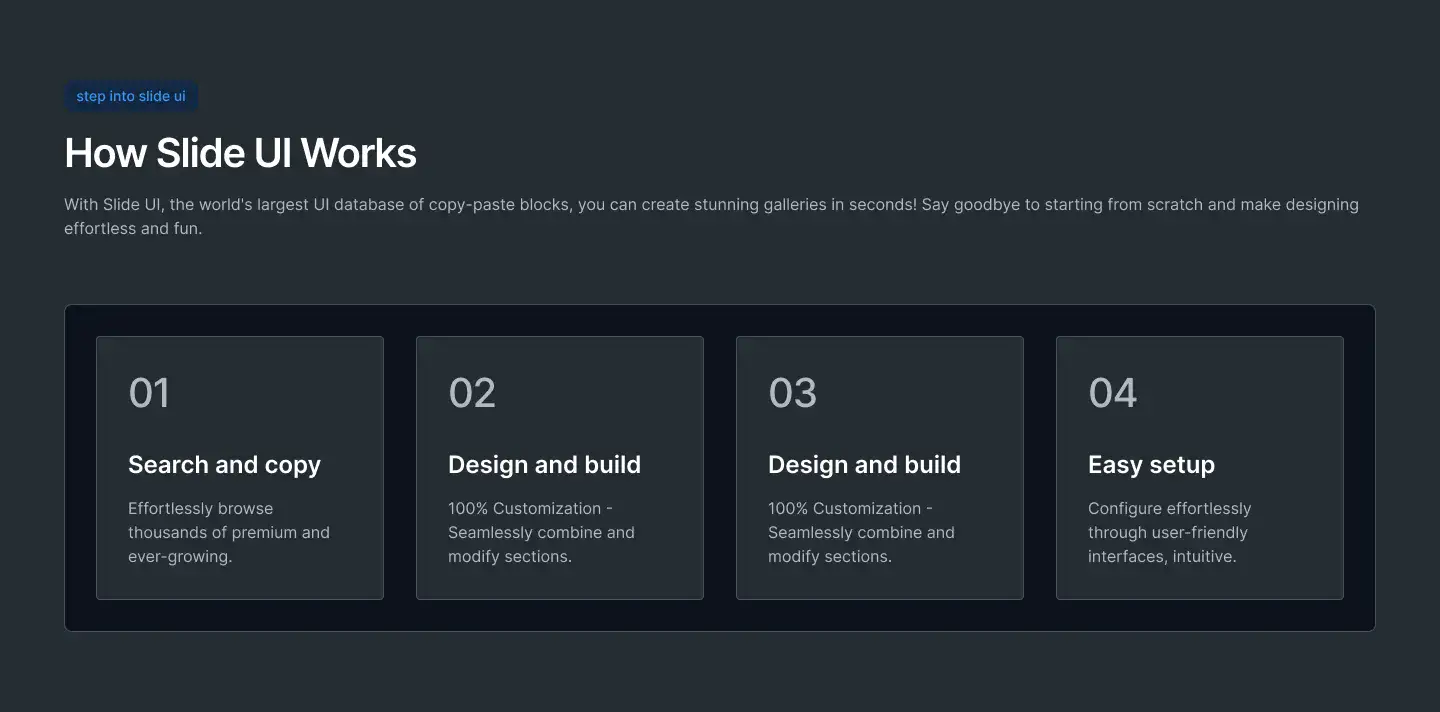 step into slide ui
How Slide UI Works
With Slide UI, the world's largest UI database of copy-paste blocks, you can create stunning galleries in seconds! Say goodbye to starting from scratch and make designing
effortless and fun.
01
Search and copy
Effortlessly browse
thousands of premium and
ever-growing.
02
Design and build
100% Customization -
Seamlessly combine and
modify sections.
03
Design and build
100% Customization -
Seamlessly combine and
modify sections.
04
Easy setup
Configure effortlessly
through user-friendly
interfaces, intuitive.